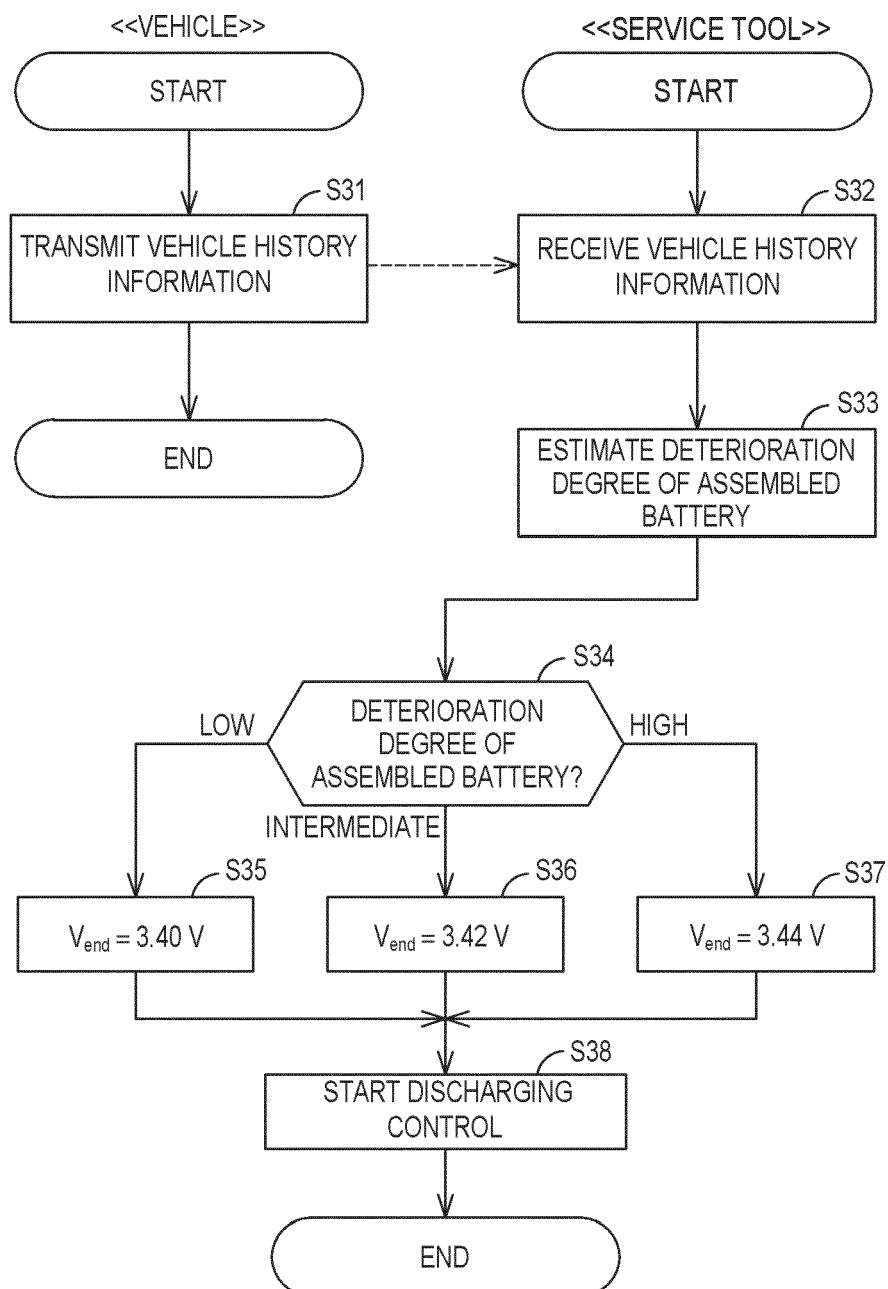 <<VEHICLE>>
<<SERVICE TOOL>>
START
START
S31
S32
TRANSMIT VEHICLE HISTORY
INFORMATION
RECEIVE VEHICLE HISTORY
INFORMATION
S33
END
ESTIMATE DETERIORATION
DEGREE OF ASSEMBLED
BATTERY
S34
LOW
DETERIORATION
DEGREE OF
ASSEMBLED BATTERY?
HIGH
INTERMEDIATE
S35
S36
S37
Vend = 3.40 V
Vend = 3.42 V
Vend = 3.44 V
S38
START DISCHARGING
CONTROL
END